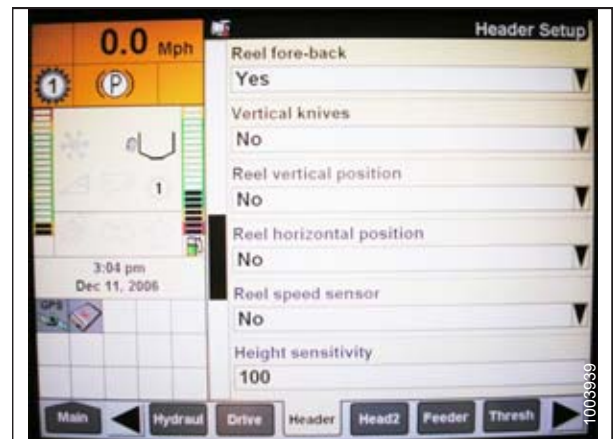 0.0 Mph
1
(P)
1
3:04 pm
Dec 11, 2006
GPS
Header Setup
Reel fore-back
Yes
Vertical knives
No
Reel vertical position
No
Reel horizontal position
No
Reel speed sensor
No
Height sensitivity
100
Main
Hydraul
Drive
Header
Head2
Feeder
Thresh
1003939